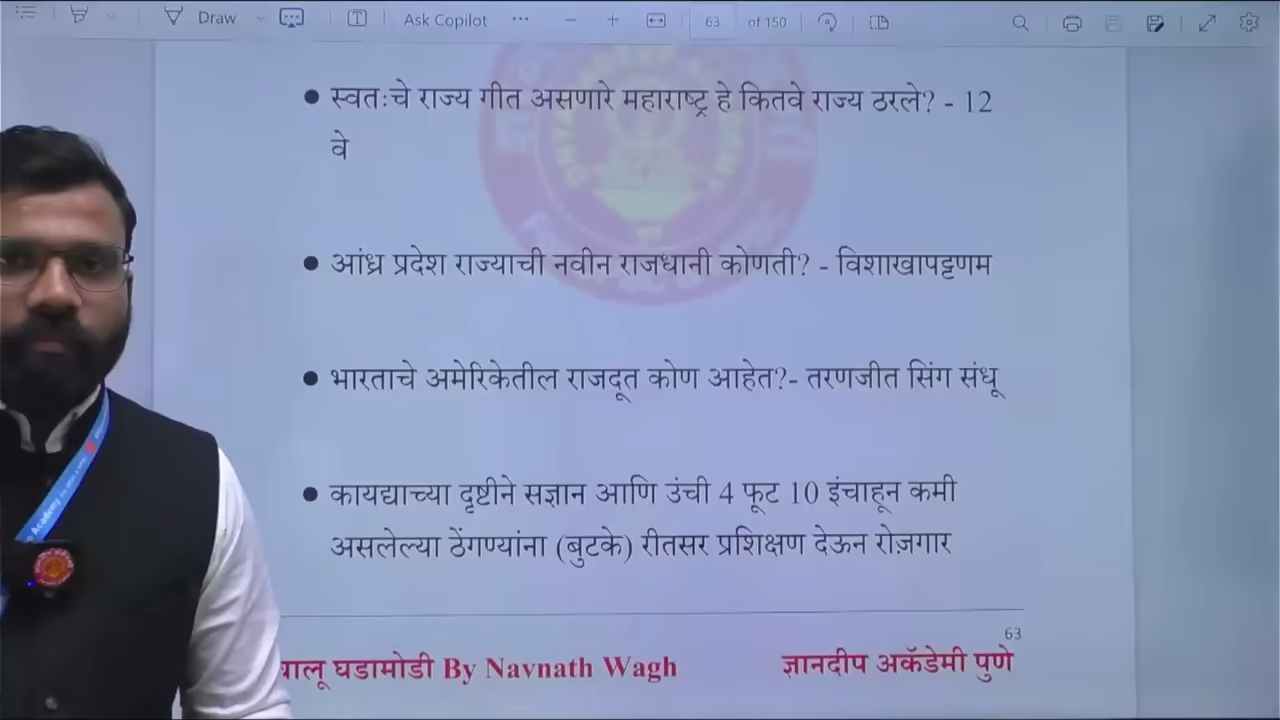 Draw
Ask Copilot
63 of 150
● स्वतःचे राज्य गीत असणारे महाराष्ट्र हे कितवे राज्य ठरले? - 12
वे
● आंध्र प्रदेश राज्याची नवीन राजधानी कोणती? - विशाखापट्टणम
● भारताचे अमेरिकेतील राजदूत कोण आहेत?- तरणजीत सिंग संधू
● कायद्याच्या दृष्टीने सज्ञान आणि उंची 4 फूट 10 इंचाहून कमी
असलेल्या ठेंगण्यांना (बुटके) रीतसर प्रशिक्षण देऊन रोज़गार
63
घडामोडी By Navnath Wagh
ज्ञानदीप अकॅडेमी पुणे
Academy